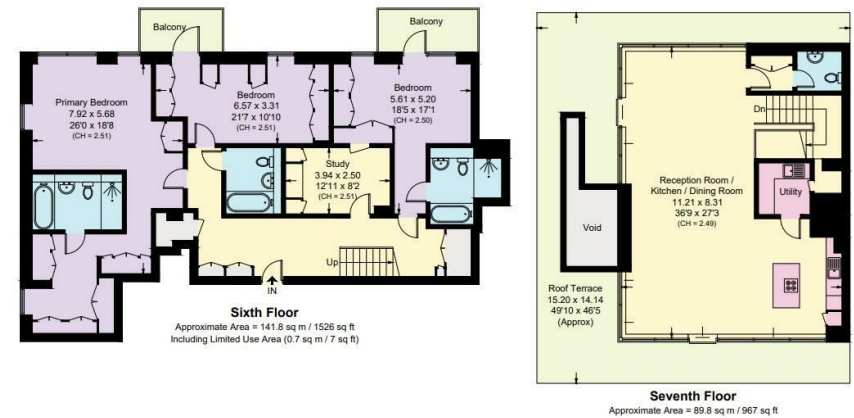 Balcony
Balcony
Primary Bedroom
7.92 x 5.68
26'0 x 18'8
(CH = 2.51)
Bedroom
6.57 x 3.31
21'7 x 10'10
(CH = 2.51)
Bedroom
5.61 x 5.20
18'5 x 17'1
(CH = 2.50)
Study
3.94 x 2.50
12'11 x 8'2
(CH = 2.51)
Up
IN
Sixth Floor
Approximate Area = 141.8 sq m / 1526 sq ft
Including Limited Use Area (0.7 sq m / 7 sq ft)
Dn
Reception Room /
Kitchen / Dining Room
11.21 x 8.31
36'9 x 27'3
(CH = 2.49)
Utility
Void
Roof Terrace
15.20 x 14.14
49'10 x 46'5
(Approx)
Seventh Floor
Approximate Area = 89.8 sq m / 967 sq ft